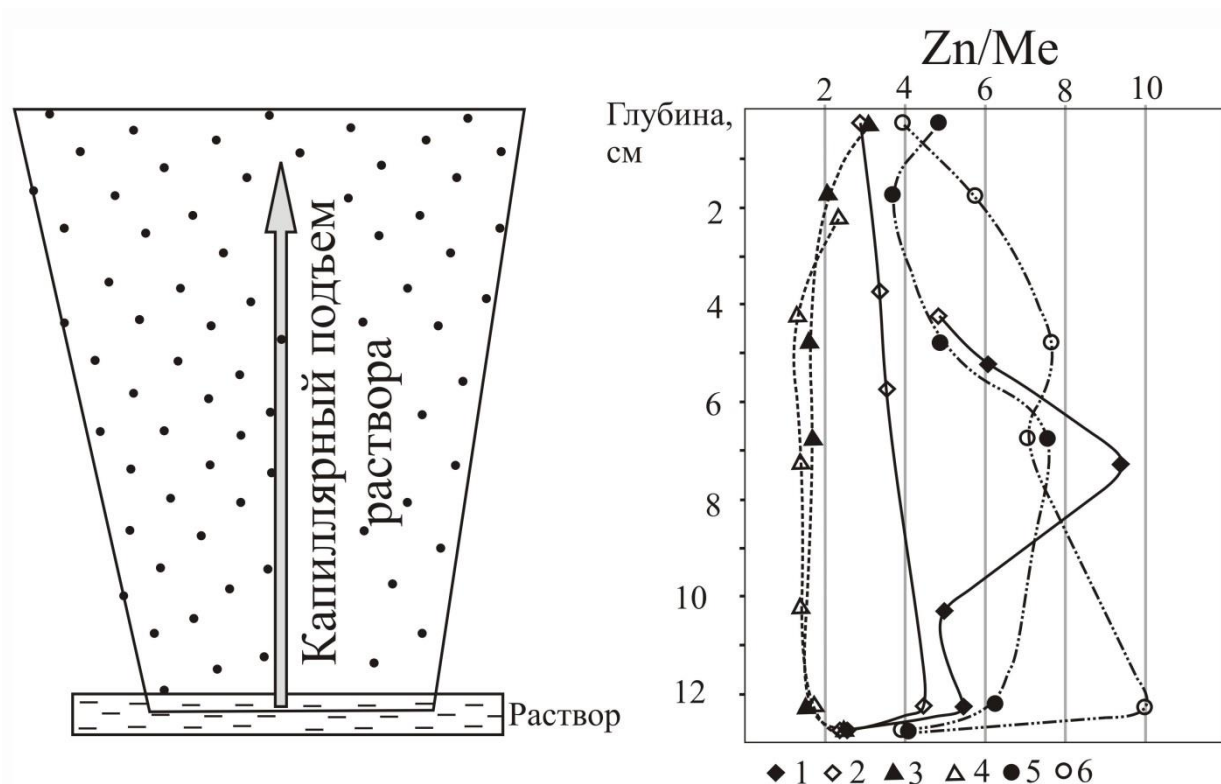 Капиллярный подъем
раствора
Раствор
Zn/Me
2 4 6 8 10
Глубина,
см
2
4
6
8
10
12
1 2 3 4 5 6